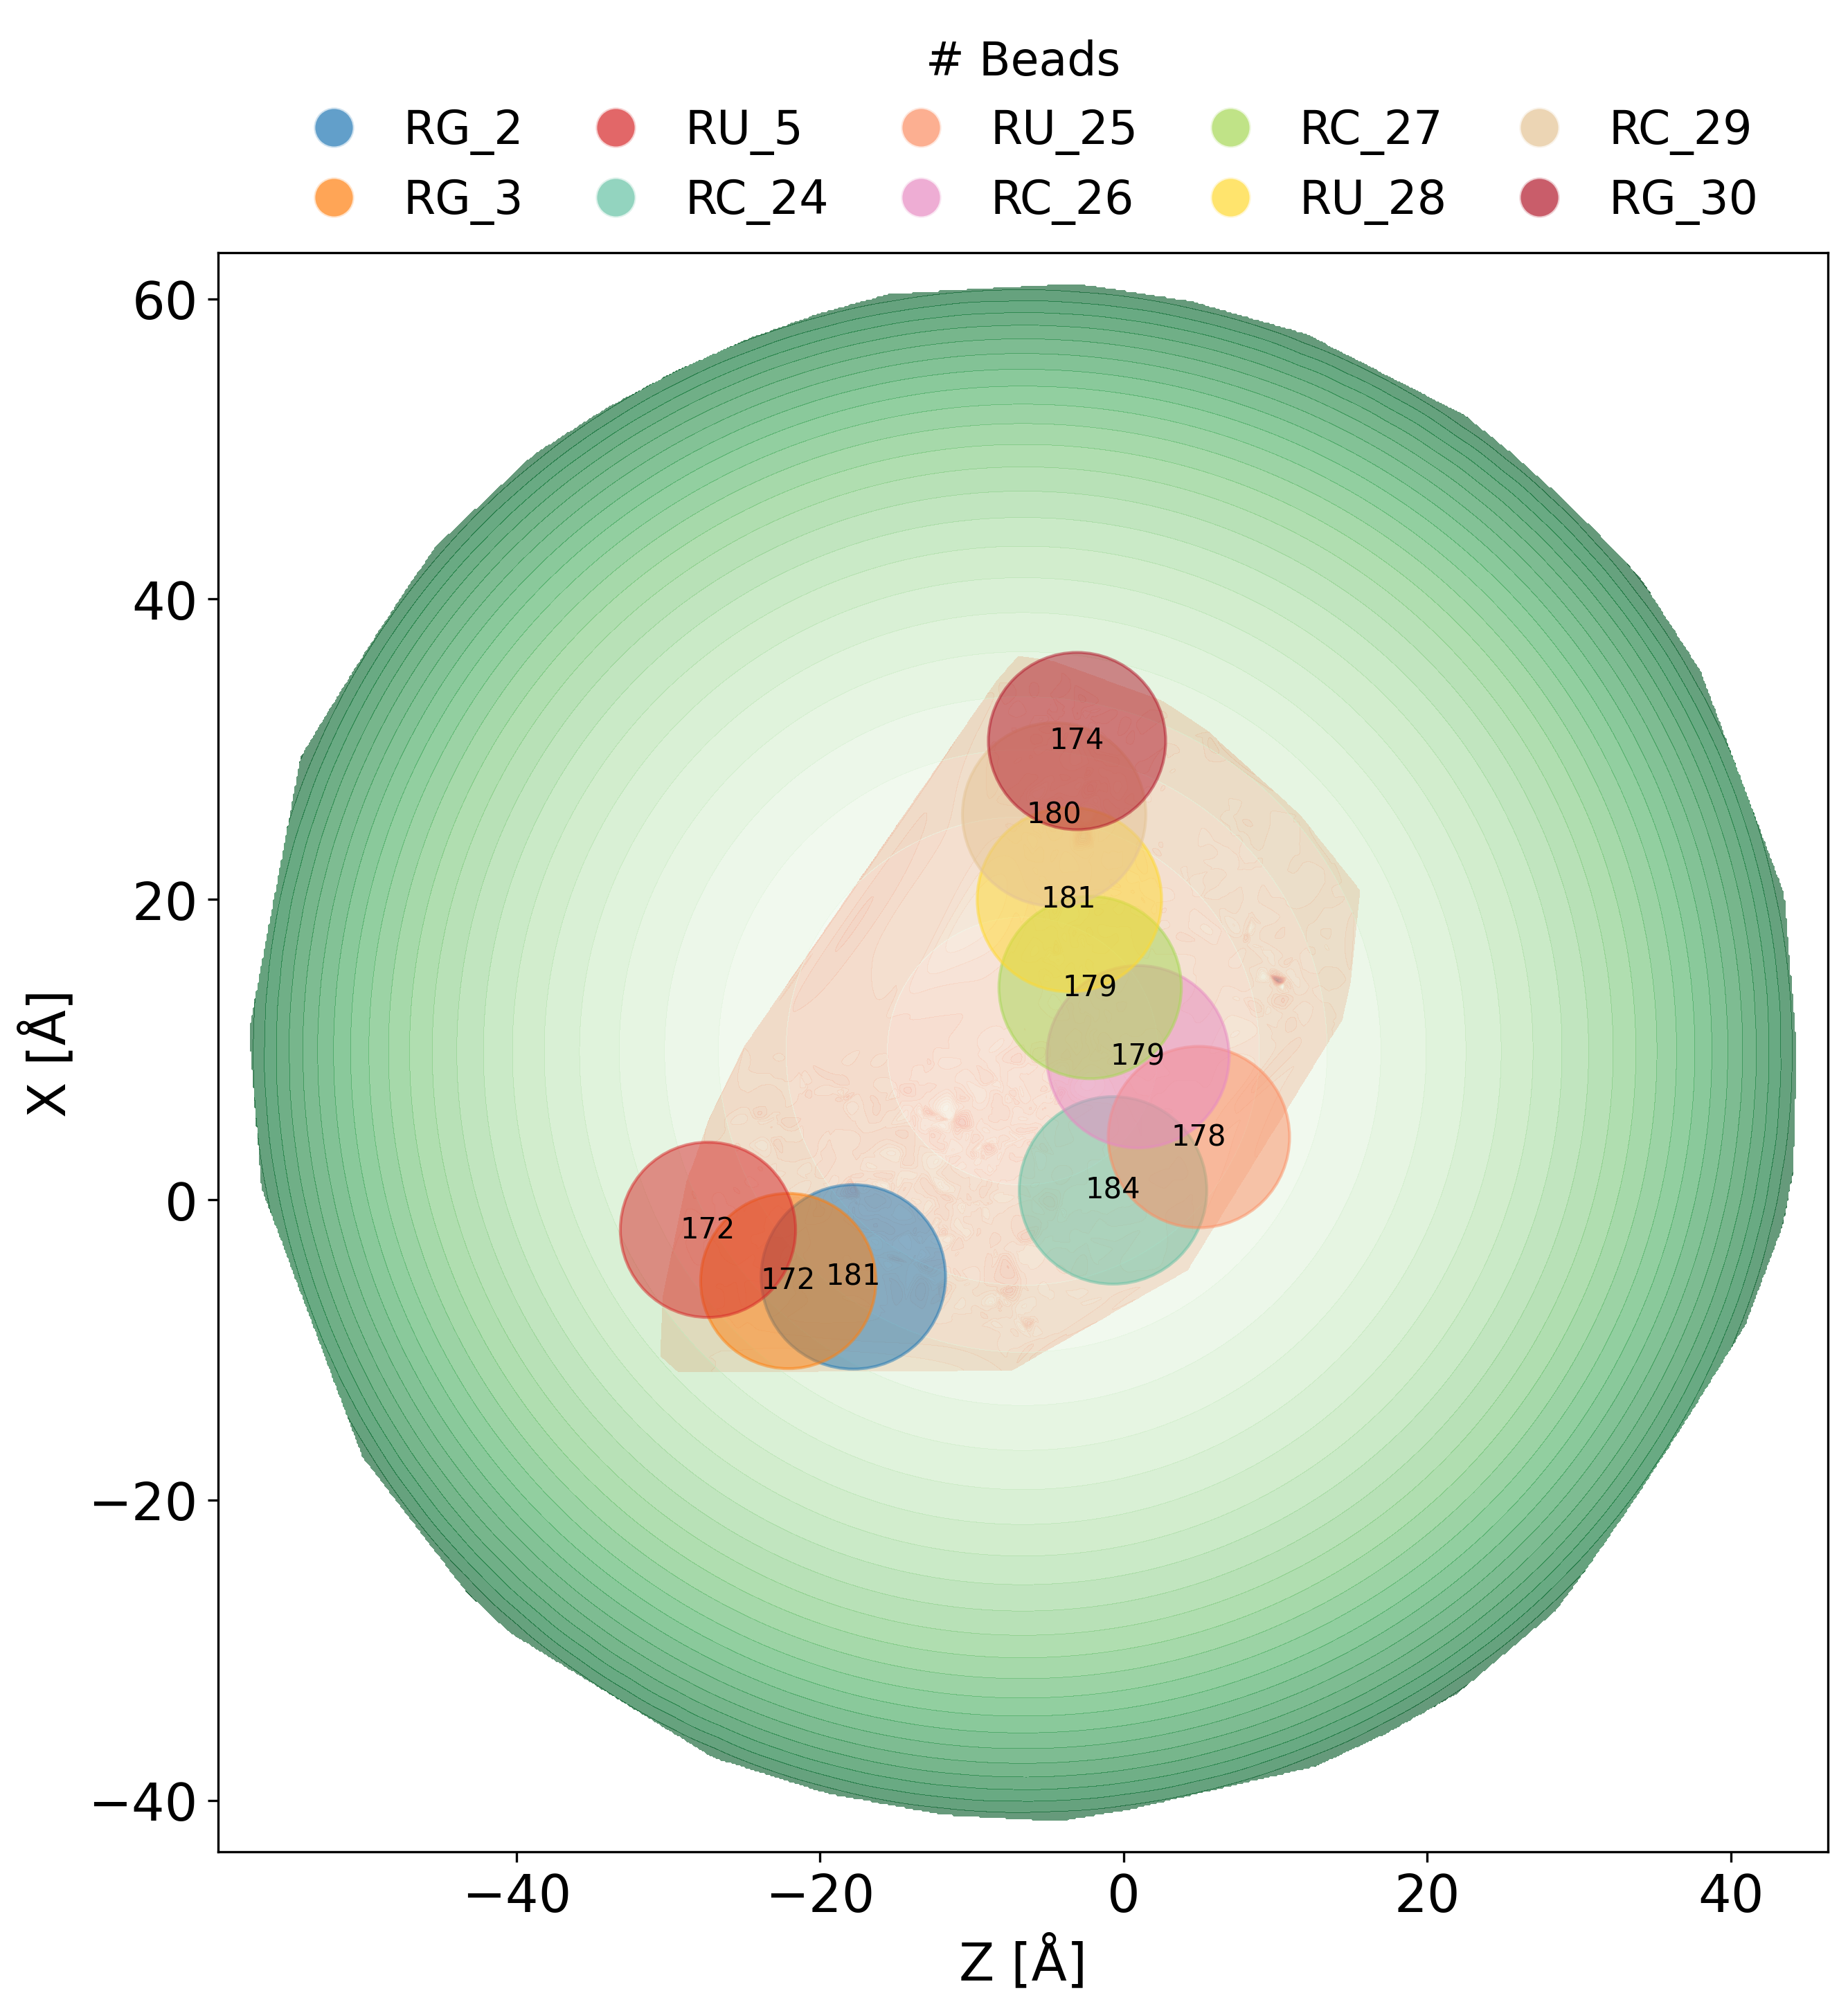 # Beads
RG_2 RU_5 RU_25 RC_27 RC_29
RG_3 RC_24 RC_26 RU_28 RG_30
60
40
20
0
−20
−40
X [Å]
174
180
181
179
179
178
184
172
172 181
−40 −20 0 20 40
Z [Å]